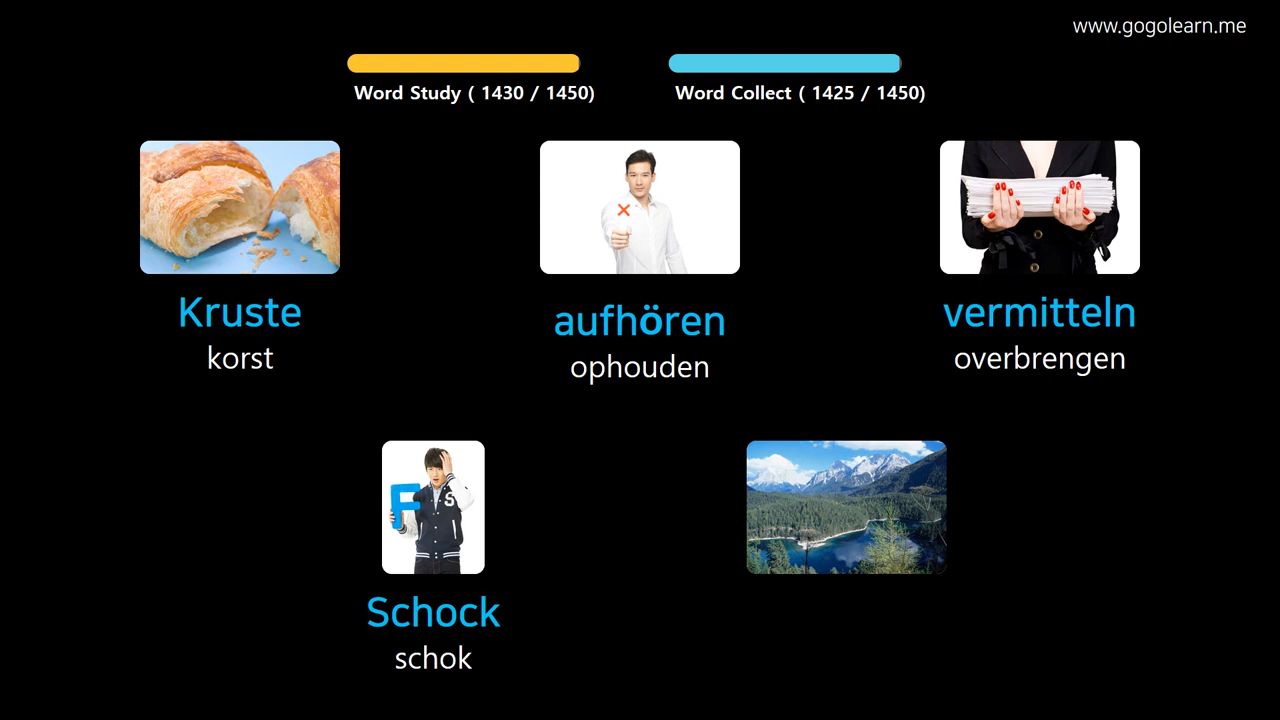 www.gogolearn.me
Word Study ( 1430 / 1450)
Word Collect ( 1425 / 1450)
Kruste
korst
aufhören
ophouden
vermitteln
overbrengen
F
S
Schock
schok